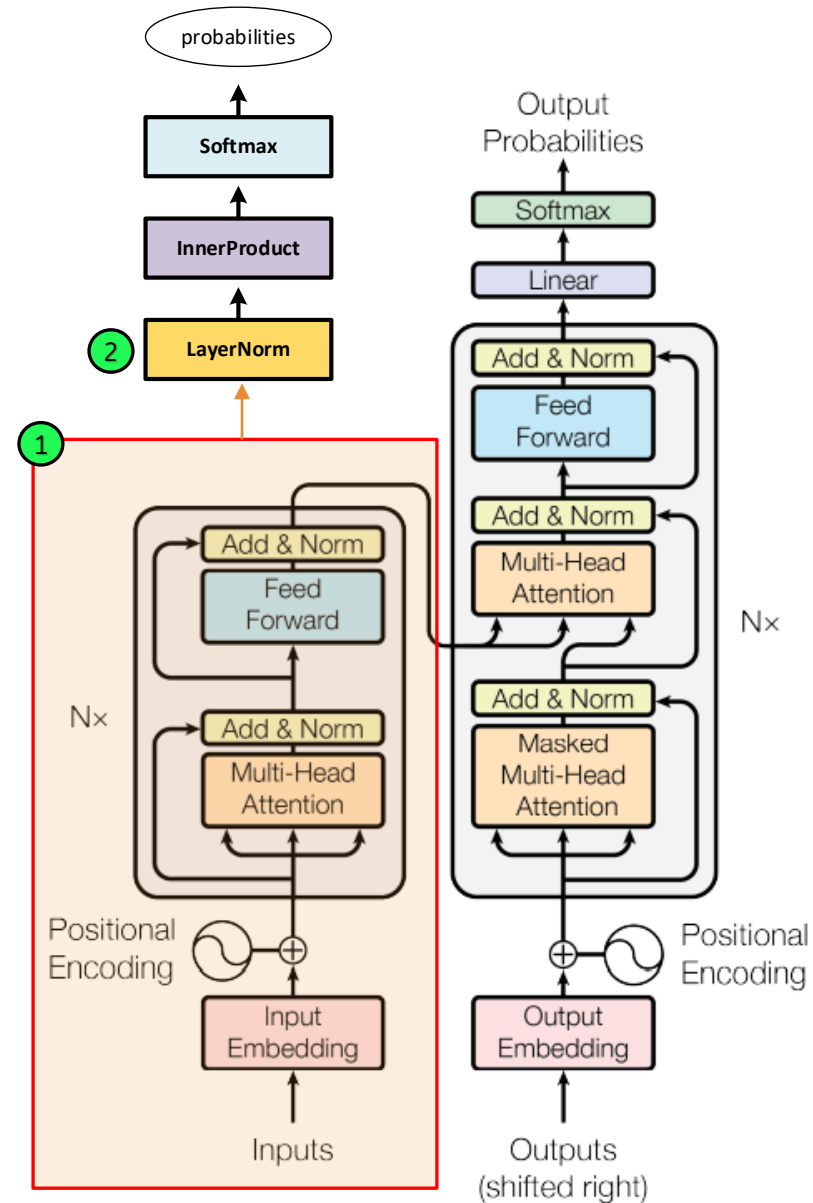 probabilities
Softmax
InnerProduct
2
LayerNorm
1
Add & Norm
Feed
Forward
Nx
Add & Norm
Multi-Head
Attention
Positional
Encoding
Input
Embedding
Inputs
Output
Probabilities
Softmax
Linear
Add & Norm
Feed
Forward
Add & Norm
Multi-Head
Attention
Nx
Add & Norm
Masked
Multi-Head
Attention
Positional
Encoding
Output
Embedding
Outputs
(shifted right)